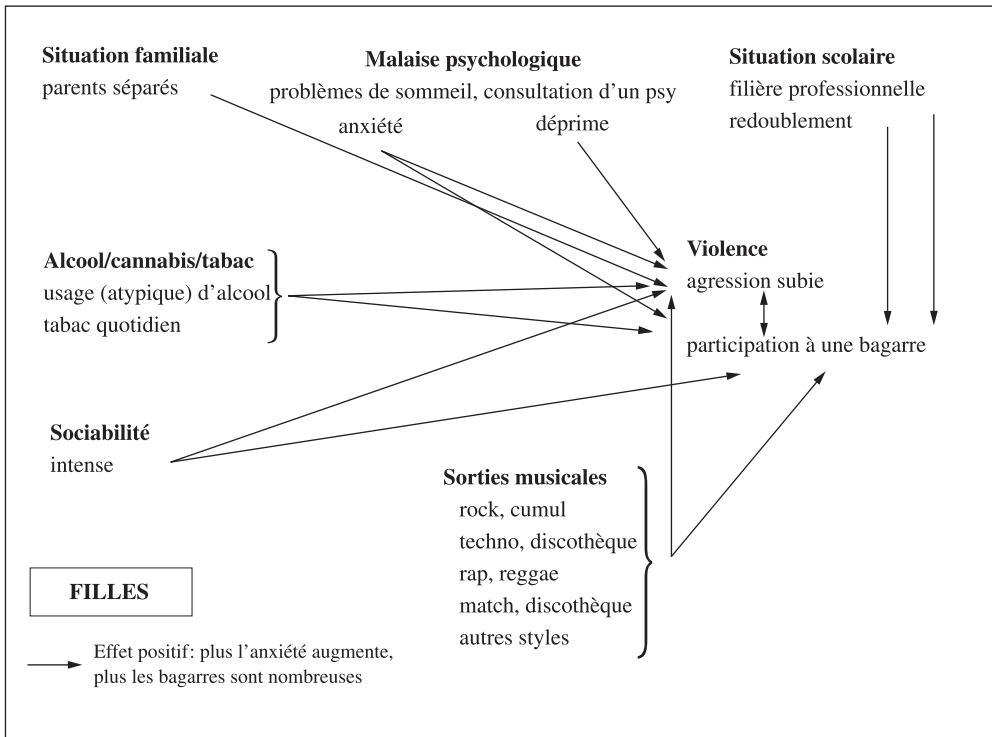 Situation familiale
parents séparés
Malaise psychologique
problèmes de sommeil, consultation d'un psy
anxiété
déprime
Situation scolaire
filière professionnelle
redoublement
Alcool/cannabis/tabac
usage (atypique) d'alcool
tabac quotidien
Violence
agression subie
participation à une bagarre
Sociabilité
intense
Sorties musicales
rock, cumul
techno, discothèque
rap, reggae
match, discothèque
autres styles
FILLES
Effet positif: plus l'anxiété augmente,
plus les bagarres sont nombreuses